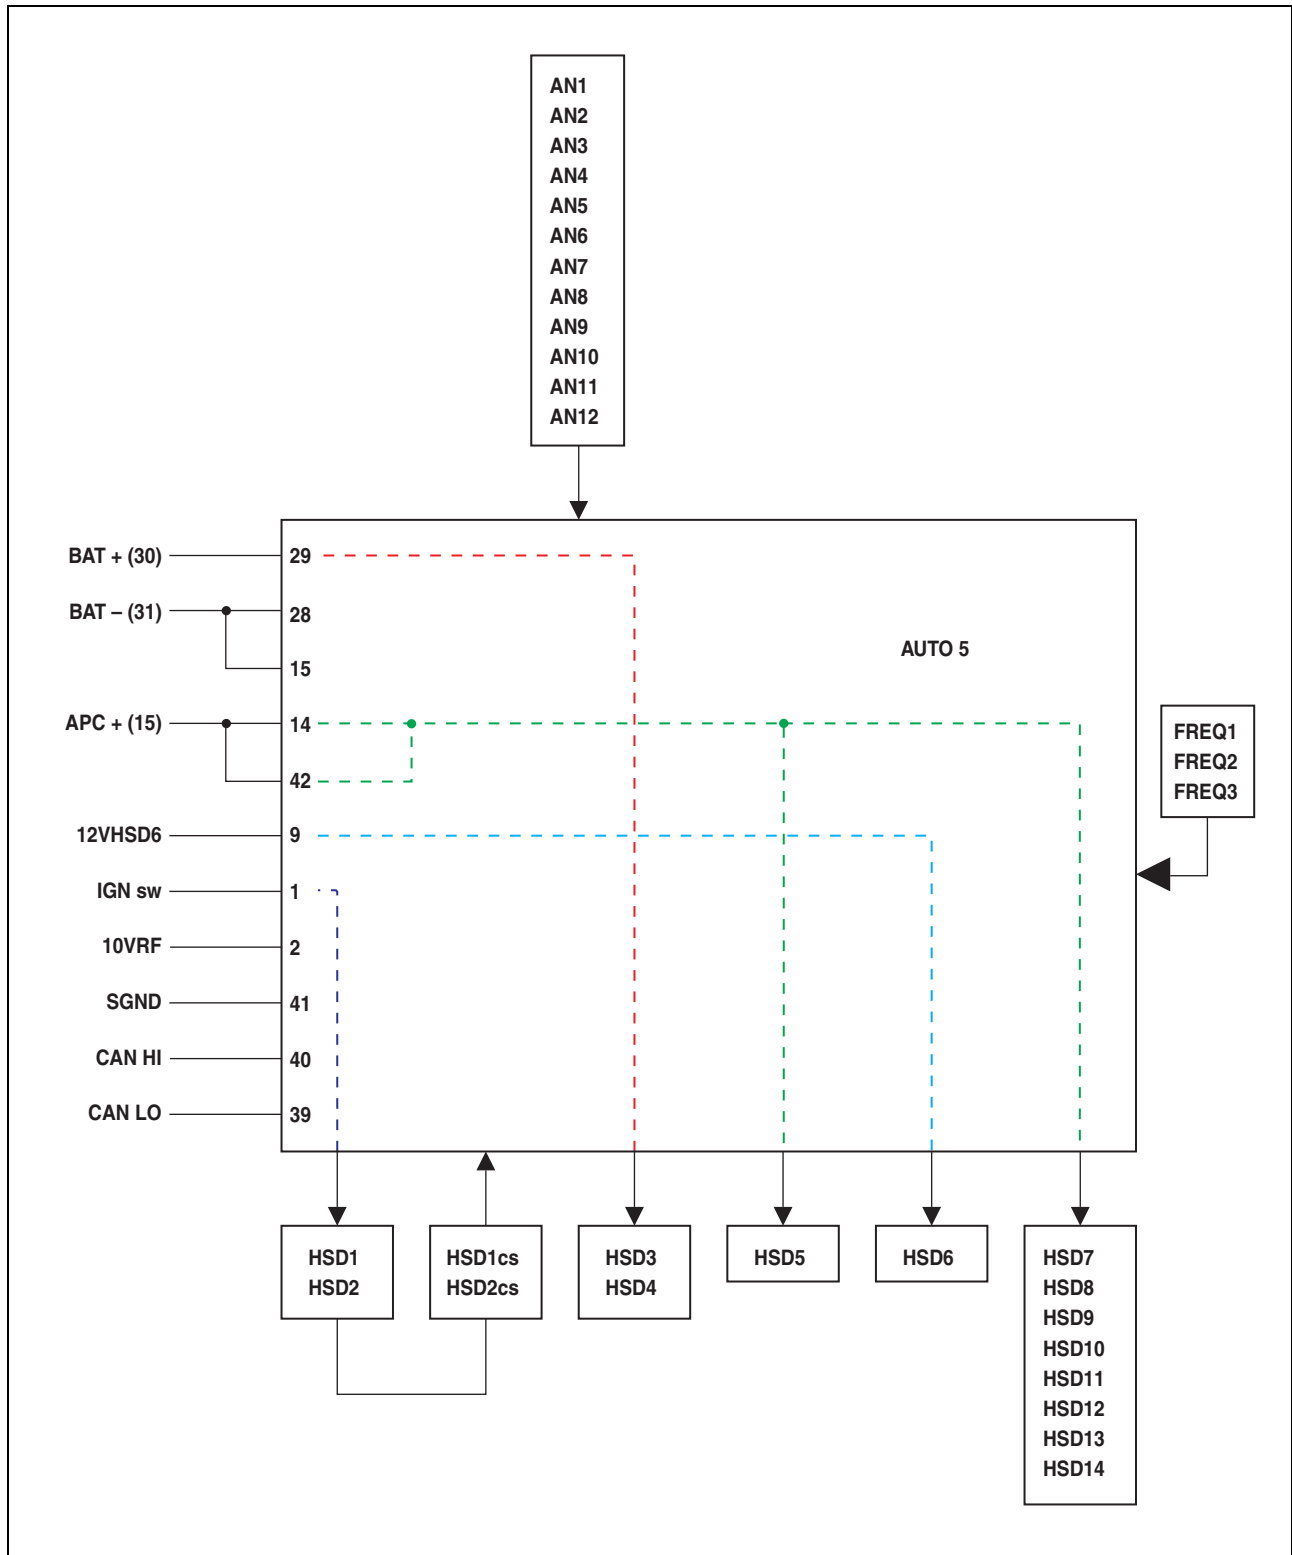 AN1
AN2
AN3
AN4
AN5
AN6
AN7
AN8
AN9
AN10
AN11
AN12
BAT + (30)
29
BAT – (31)
28
15
AUTO 5
APC + (15)
14
42
FREQ1
FREQ2
FREQ3
12VHSD6
9
IGN sw
1
10VRF
2
SGND
41
CAN HI
40
CAN LO
39
HSD1
HSD2
HSD1cs
HSD2cs
HSD3
HSD4
HSD5
HSD6
HSD7
HSD8
HSD9
HSD10
HSD11
HSD12
HSD13
HSD14